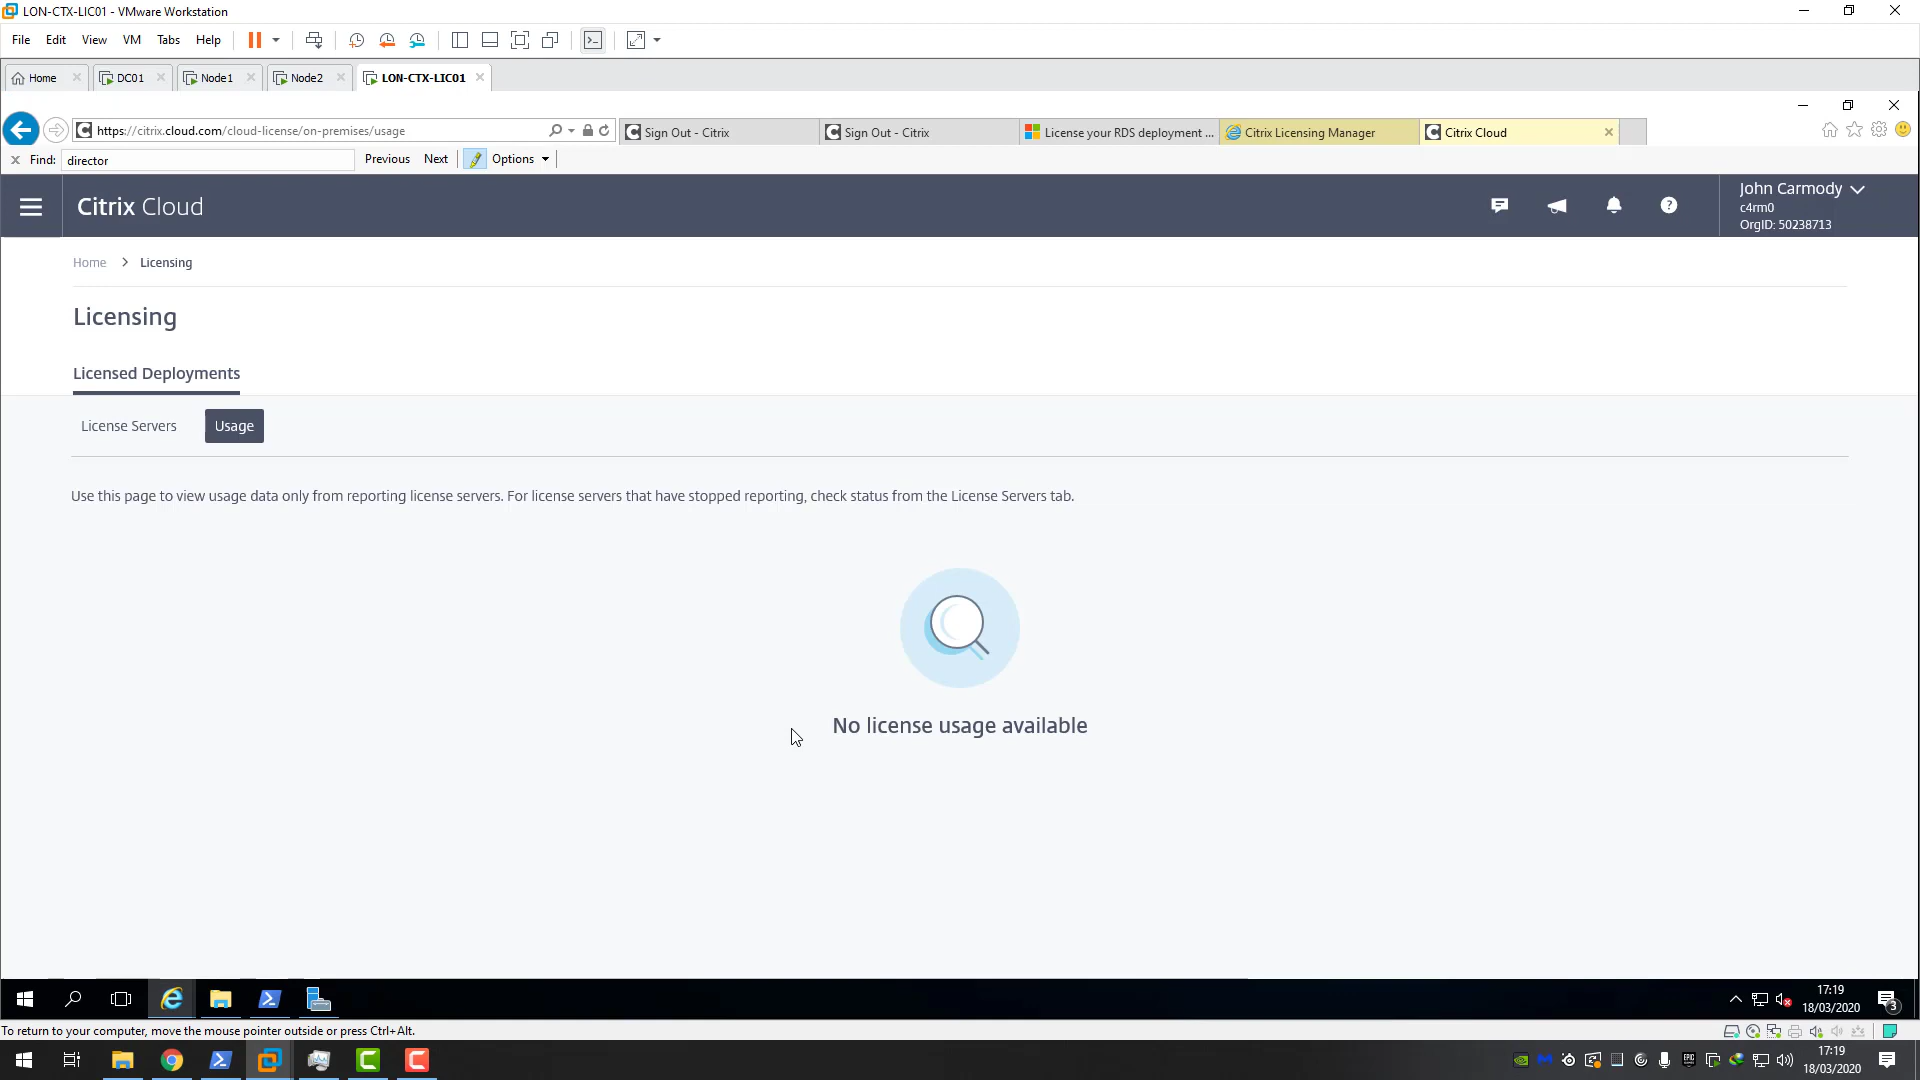 LON-CTX-LIC01 - VMware Workstation
File Edit View VM Tabs Help
Home DC01 Node1 Node2 LON-CTX-LIC01
https://citrix.cloud.com/cloud-license/on-premises/usage Sign Out - Citrix Sign Out - Citrix License your RDS deployment ... Citrix Licensing Manager Citrix Cloud
Find: director Previous Next Options
Citrix Cloud
John Carmody
c4rm0
OrgID: 50238713
Home > Licensing
Licensing
Licensed Deployments
License Servers Usage
Use this page to view usage data only from reporting license servers. For license servers that have stopped reporting, check status from the License Servers tab.
No license usage available
17:19
18/03/2020
3
To return to your computer, move the mouse pointer outside or press Ctrl+Alt.
17:19
18/03/2020